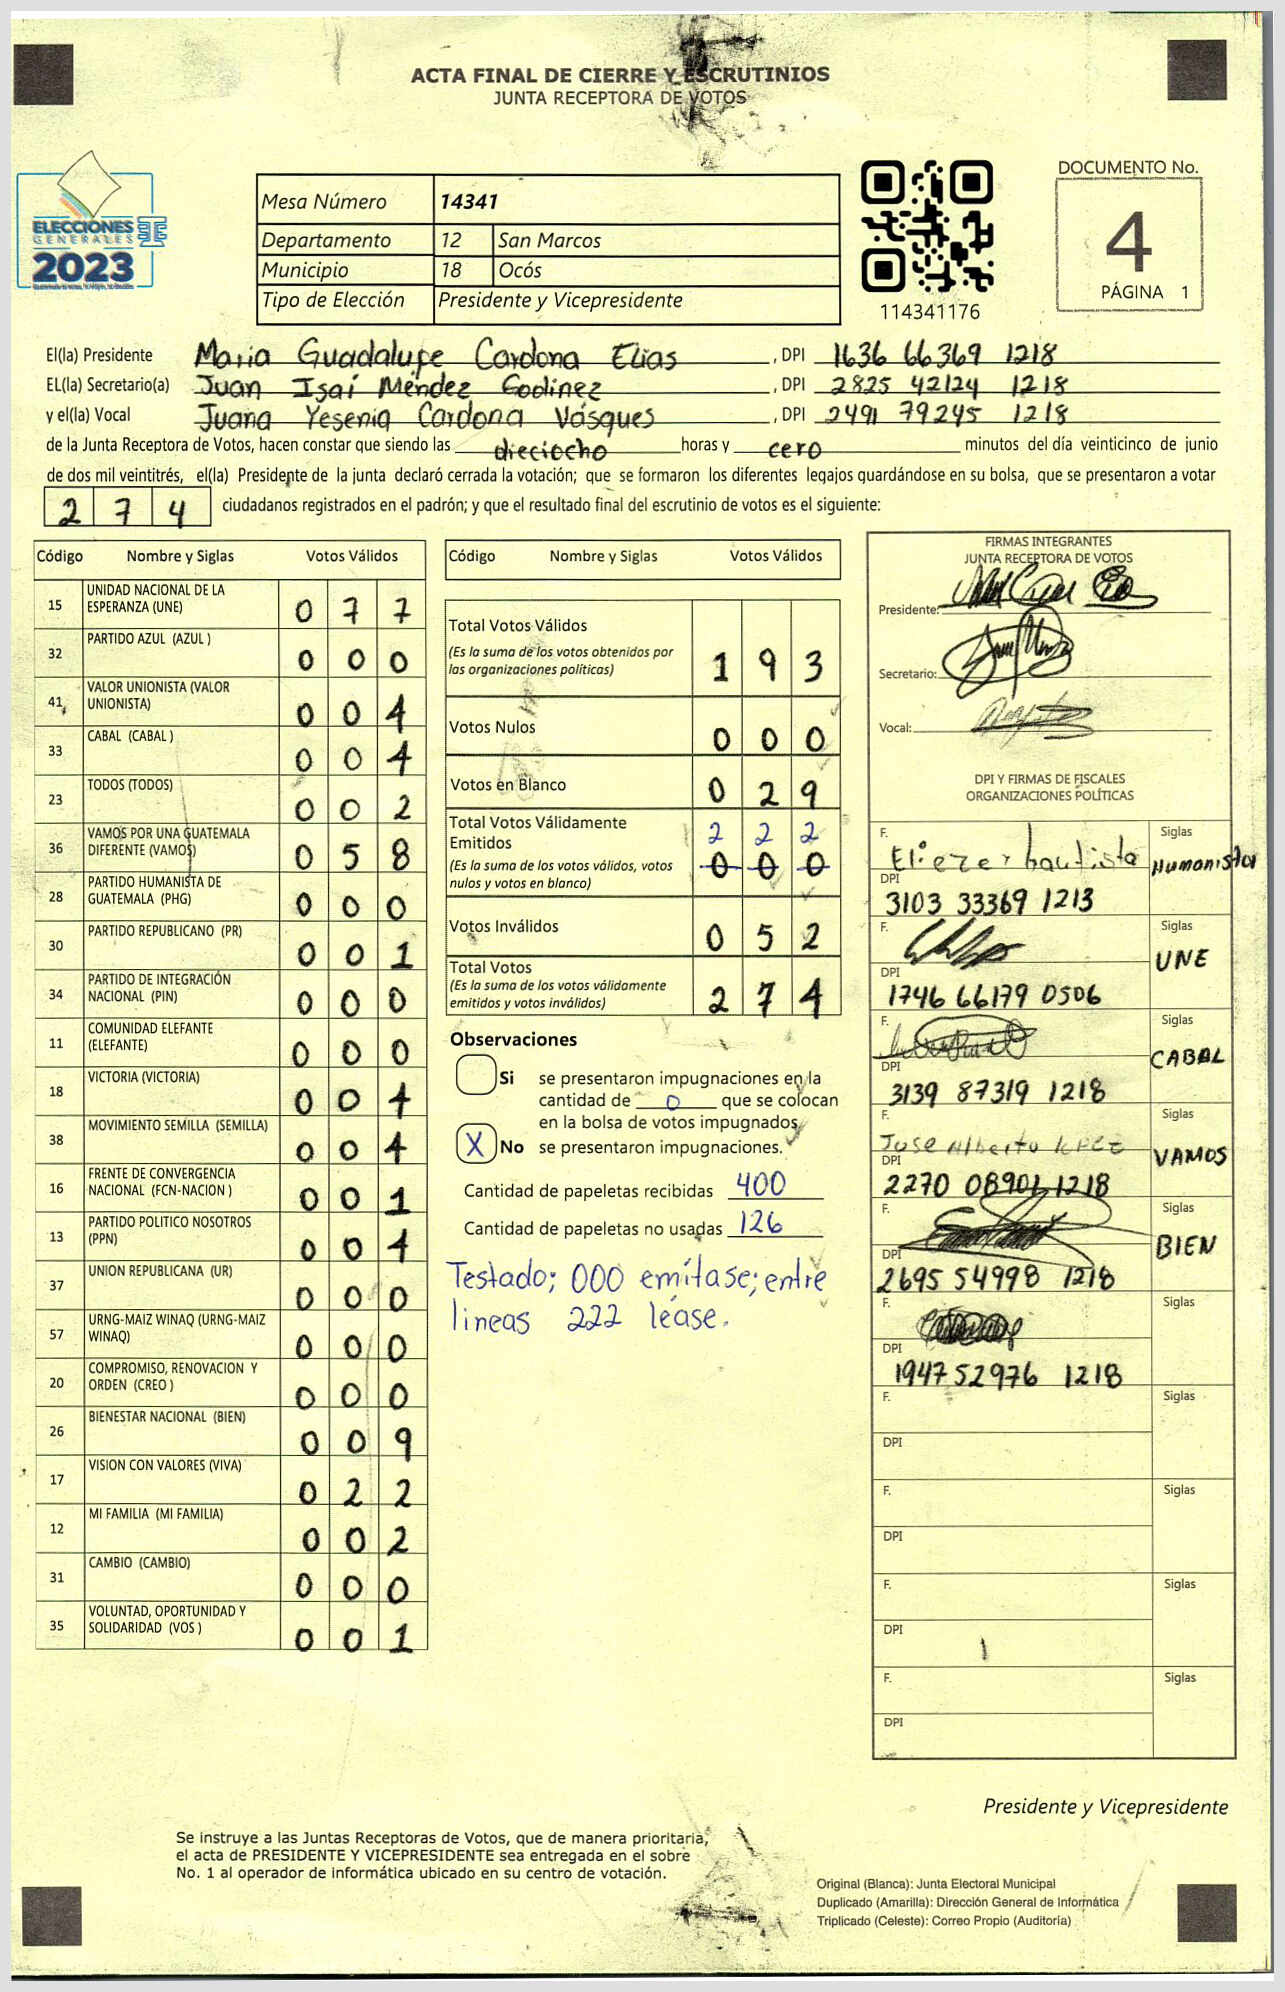 ACTA FINAL DE CIERRE Y ESCRUTINIOS
JUNTA RECEPTORA DE VOTOS
ELECCIONES
GENERALES
2023
Mesa Número 14341
Departamento 12 San Marcos
Municipio 18 Ocós
Tipo de Elección Presidente y Vicepresidente
114341176
DOCUMENTO No.
4
PÁGINA 1
El(la) Presidente Maria Guadalupe Cardona Elias, DPI 1636 66369 1218
EL(la) Secretario(a) Juan Isaí Méndez Godinez, DPI 2825 42124 1218
y el(la) Vocal Juana Yesenia Cardona Vásques, DPI 2491 79245 1218
de la Junta Receptora de Votos, hacen constar que siendo las dieciocho horas y cero minutos del día veinticinco de junio
de dos mil veintitrés, el(la) Presidente de la junta declaró cerrada la votación; que se formaron los diferentes legajos guardándose en su bolsa, que se presentaron a votar
2 7 4 ciudadanos registrados en el padrón; y que el resultado final del escrutinio de votos es el siguiente:
Código Nombre y Siglas Votos Válidos
15 UNIDAD NACIONAL DE LA
ESPERANZA (UNE) 0 7 7
32 PARTIDO AZUL (AZUL ) 0 0 0
41 VALOR UNIONISTA (VALOR
UNIONISTA) 0 0 4
33 CABAL (CABAL ) 0 0 4
23 TODOS (TODOS) 0 0 2
36 VAMOS POR UNA GUATEMALA
DIFERENTE (VAMOS) 0 5 8
28 PARTIDO HUMANISTA DE
GUATEMALA (PHG) 0 0 0
30 PARTIDO REPUBLICANO (PR) 0 0 1
34 PARTIDO DE INTEGRACIÓN
NACIONAL (PIN) 0 0 0
11 COMUNIDAD ELEFANTE
(ELEFANTE) 0 0 0
18 VICTORIA (VICTORIA) 0 0 4
38 MOVIMIENTO SEMILLA (SEMILLA) 0 0 4
16 FRENTE DE CONVERGENCIA
NACIONAL (FCN-NACION ) 0 0 1
13 PARTIDO POLITICO NOSOTROS
(PPN) 0 0 4
37 UNION REPUBLICANA (UR) 0 0 0
57 URNG-MAIZ WINAQ (URNG-MAIZ
WINAQ) 0 0 0
20 COMPROMISO, RENOVACION Y
ORDEN (CREO ) 0 0 0
26 BIENESTAR NACIONAL (BIEN) 0 0 9
17 VISION CON VALORES (VIVA) 0 2 2
12 MI FAMILIA (MI FAMILIA) 0 0 2
31 CAMBIO (CAMBIO) 0 0 0
35 VOLUNTAD, OPORTUNIDAD Y
SOLIDARIDAD (VOS ) 0 0 1
Código Nombre y Siglas Votos Válidos
Total Votos Válidos
(Es la suma de los votos obtenidos por
las organizaciones políticas) 1 9 3
Votos Nulos 0 0 0
Votos en Blanco 0 2 9
Total Votos Válidamente 2 2 2
Emitidos
(Es la suma de los votos válidos, votos 0 0 0
nulos y votos en blanco)
Votos Inválidos 0 5 2
Total Votos
(Es la suma de los votos válidamente
emitidos y votos inválidos) 2 7 4
Observaciones
Si se presentaron impugnaciones en la
cantidad de 0 que se colocan
en la bolsa de votos impugnados
X No se presentaron impugnaciones.
Cantidad de papeletas recibidas 400
Cantidad de papeletas no usadas 126
Testado; 000 emítase; entre
lineas 222 léase.
FIRMAS INTEGRANTES
JUNTA RECEPTORA DE VOTOS
Presidente:
Secretario:
Vocal:
DPI Y FIRMAS DE FISCALES
ORGANIZACIONES POLÍTICAS
F. Eliezer bautista Siglas Humanista
DPI 3103 33369 1213
F. Siglas UNE
DPI 1746 66179 0506
F. Siglas CABAL
DPI 3139 87319 1218
F. Jose Alberto Siglas VAMOS
DPI 2270 08901 1218
F. Siglas BIEN
DPI 2695 54998 1218
F. Siglas
DPI 1947 52976 1218
F. Siglas
DPI
F. Siglas
DPI
F. Siglas
DPI
F. Siglas
DPI
Presidente y Vicepresidente
Se instruye a las Juntas Receptoras de Votos, que de manera prioritaria,
el acta de PRESIDENTE Y VICEPRESIDENTE sea entregada en el sobre
No. 1 al operador de informática ubicado en su centro de votación.
Original (Blanca): Junta Electoral Municipal
Duplicado (Amarilla): Dirección General de Informática
Triplicado (Celeste): Correo Propio (Auditoría)